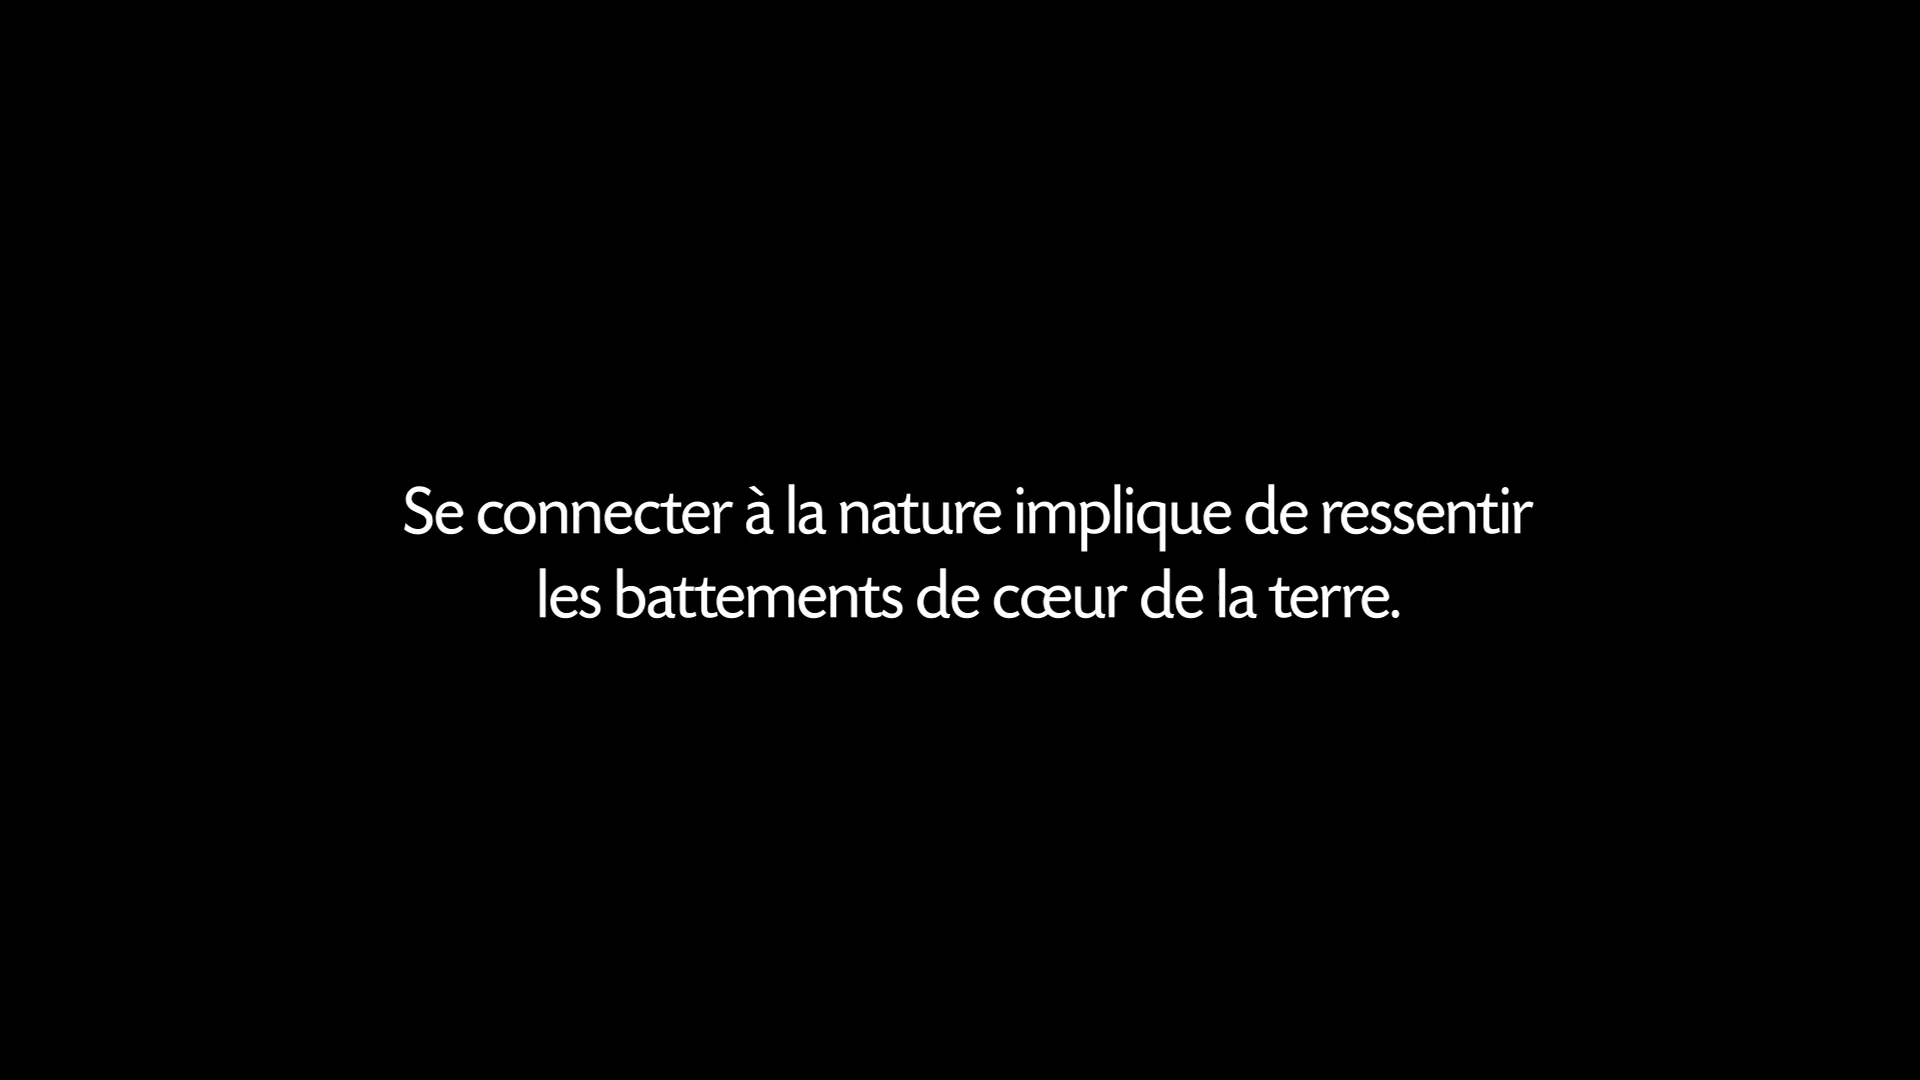 Se connecter à la nature implique de ressentir
les battements de cœur de la terre.